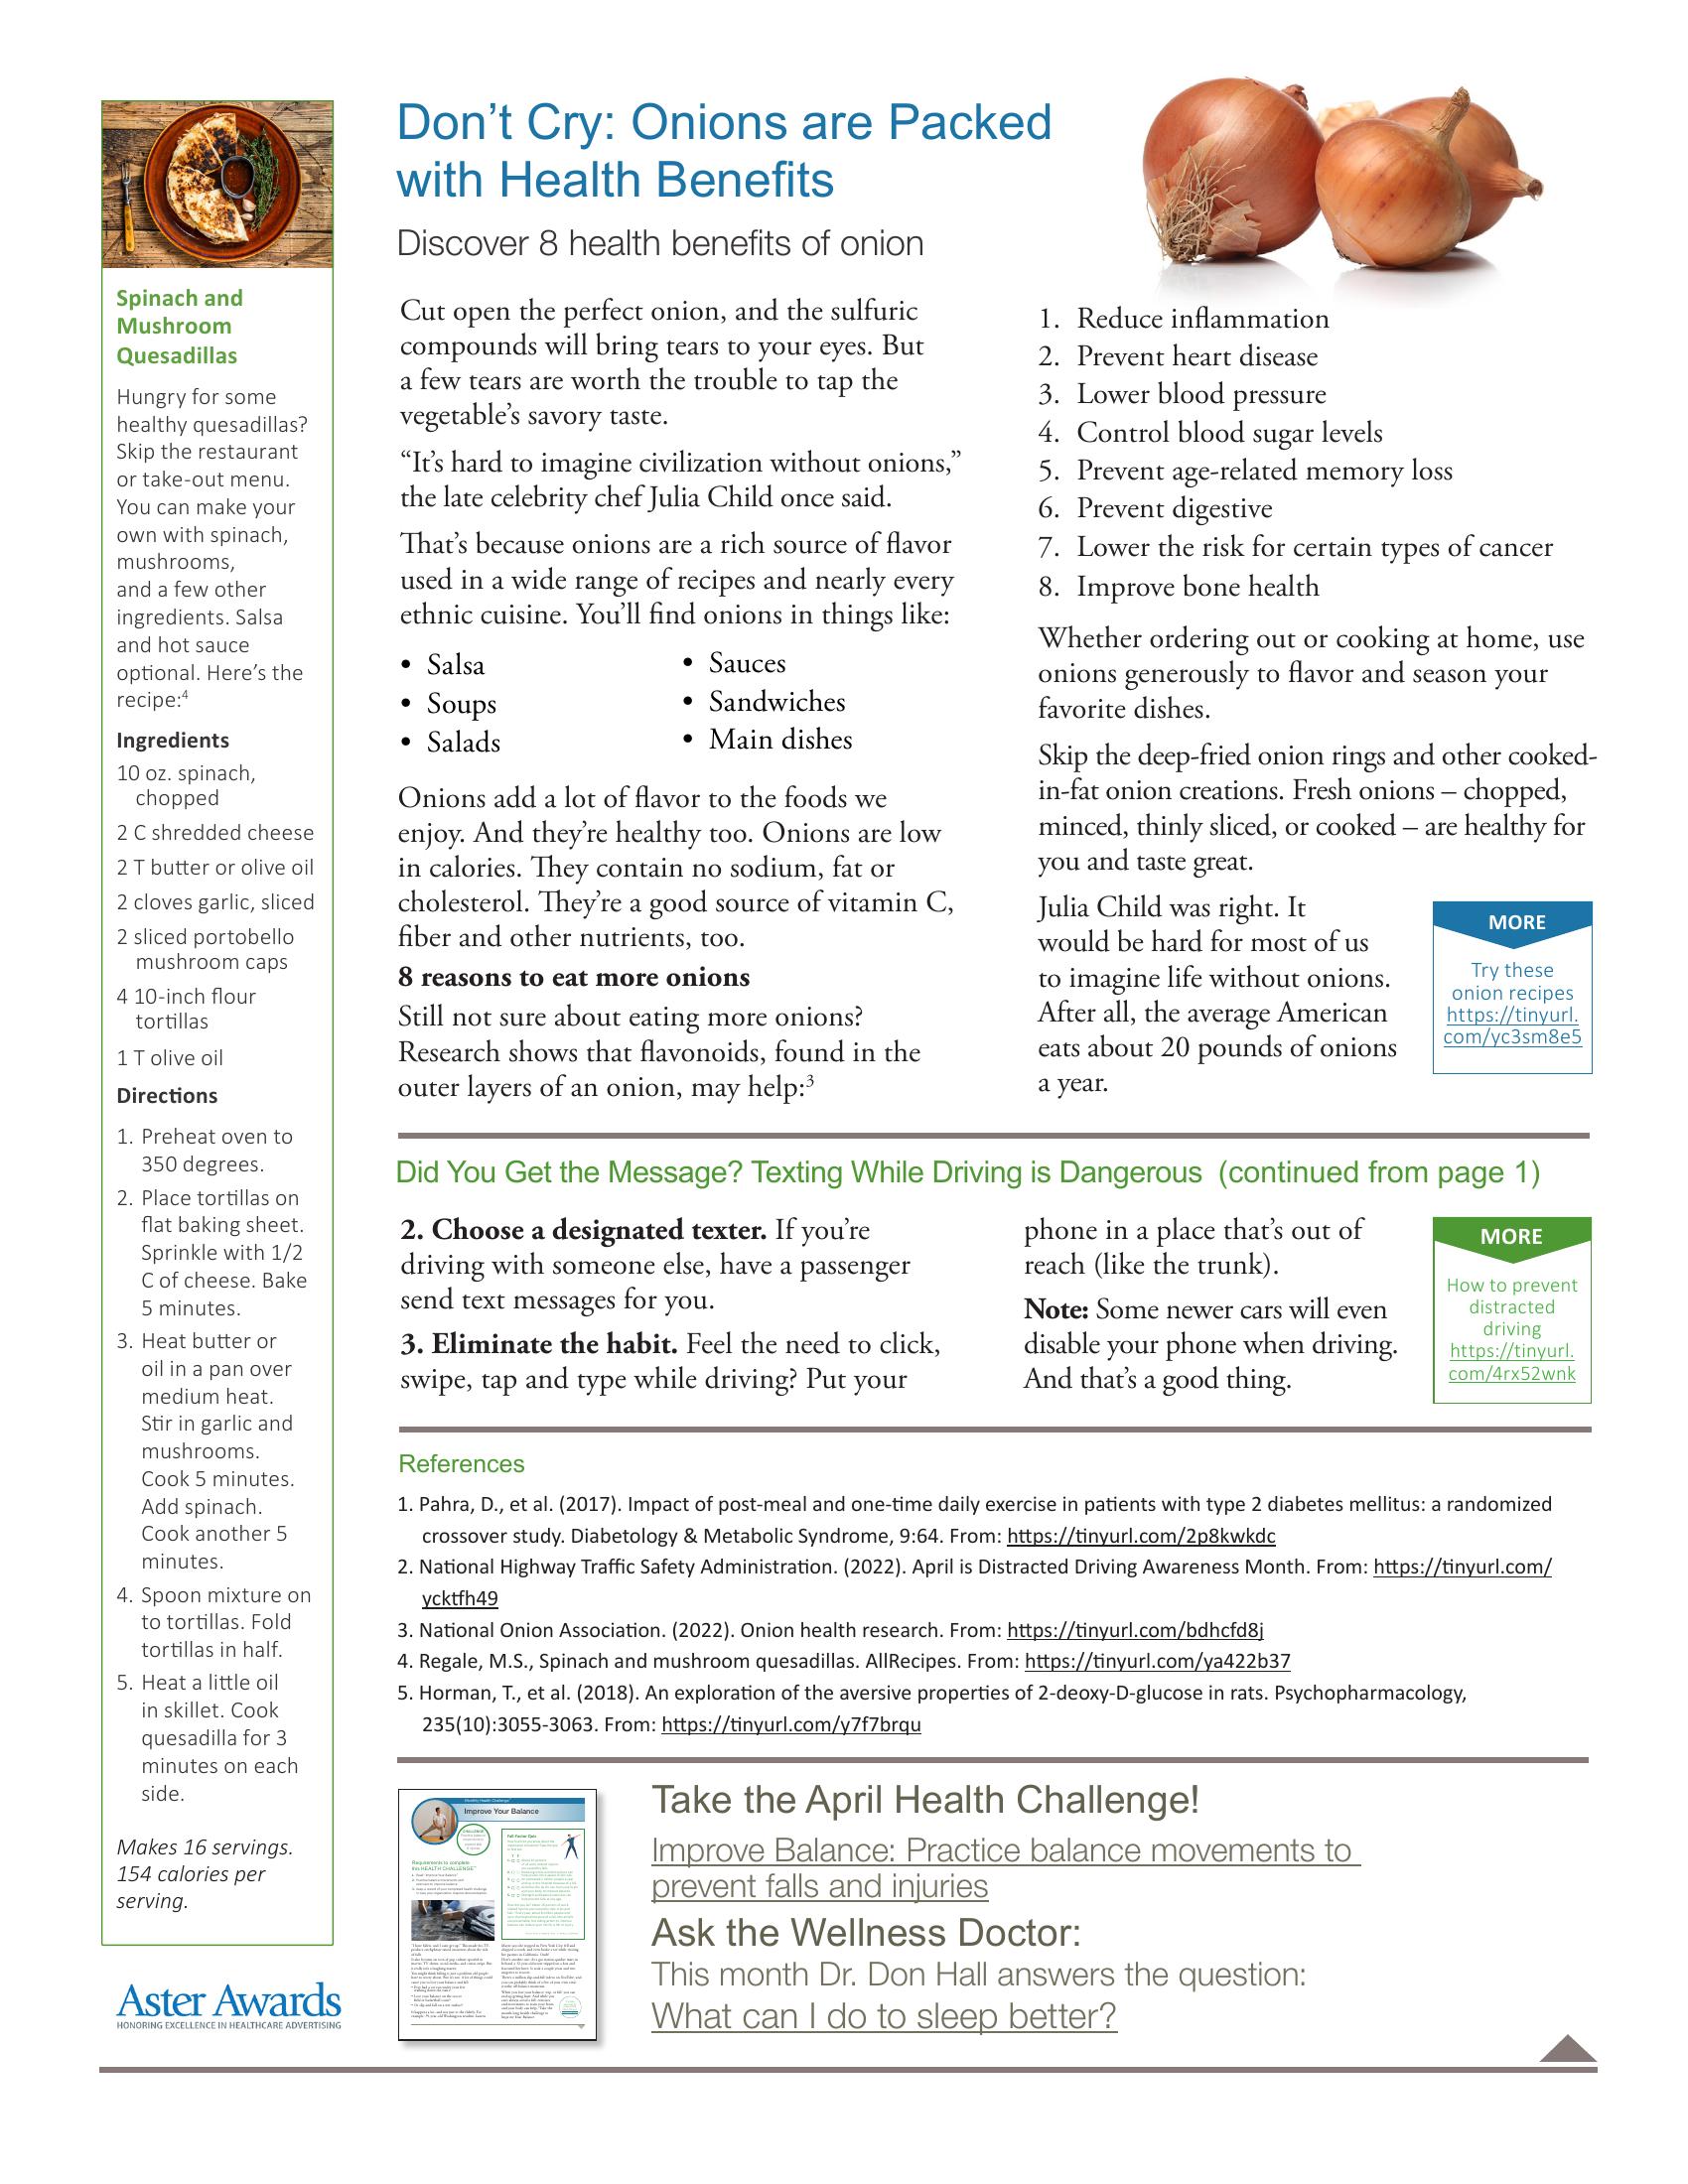 Spinach and
Mushroom
Quesadillas
Hungry for some
healthy quesadillas?
Skip the restaurant
or take-out menu.
You can make your
own with spinach,
mushrooms,
and a few other
ingredients. Salsa
and hot sauce
optional. Here’s the
recipe:4
Ingredients
10 oz. spinach,
chopped
2 C shredded cheese
2 T butter or olive oil
2 cloves garlic, sliced
2 sliced portobello
mushroom caps
4 10-inch flour
tortillas
1 T olive oil
Directions
1. Preheat oven to
350 degrees.
2. Place tortillas on
flat baking sheet.
Sprinkle with 1/2
C of cheese. Bake
5 minutes.
3. Heat butter or
oil in a pan over
medium heat.
Stir in garlic and
mushrooms.
Cook 5 minutes.
Add spinach.
Cook another 5
minutes.
4. Spoon mixture on
to tortillas. Fold
tortillas in half.
5. Heat a little oil
in skillet. Cook
quesadilla for 3
minutes on each
side.
Makes 16 servings.
154 calories per
serving.
Aster Awards
HONORING EXCELLENCE IN HEALTHCARE ADVERTISING
Don’t Cry: Onions are Packed
with Health Benefits
Discover 8 health benefits of onion
Cut open the perfect onion, and the sulfuric
compounds will bring tears to your eyes. But
a few tears are worth the trouble to tap the
vegetable’s savory taste.
“It’s hard to imagine civilization without onions,”
the late celebrity chef Julia Child once said.
That’s because onions are a rich source of flavor
used in a wide range of recipes and nearly every
ethnic cuisine. You’ll find onions in things like:
• Salsa
• Soups
• Salads
• Sauces
• Sandwiches
• Main dishes
Onions add a lot of flavor to the foods we
enjoy. And they’re healthy too. Onions are low
in calories. They contain no sodium, fat or
cholesterol. They’re a good source of vitamin C,
fiber and other nutrients, too.
8 reasons to eat more onions
Still not sure about eating more onions?
Research shows that flavonoids, found in the
outer layers of an onion, may help:3
1. Reduce inflammation
2. Prevent heart disease
3. Lower blood pressure
4. Control blood sugar levels
5. Prevent age-related memory loss
6. Prevent digestive
7. Lower the risk for certain types of cancer
8. Improve bone health
Whether ordering out or cooking at home, use
onions generously to flavor and season your
favorite dishes.
Skip the deep-fried onion rings and other cooked-
in-fat onion creations. Fresh onions – chopped,
minced, thinly sliced, or cooked – are healthy for
you and taste great.
Julia Child was right. It
would be hard for most of us
to imagine life without onions.
After all, the average American
eats about 20 pounds of onions
a year.
MORE
Try these
onion recipes
https://tinyurl.
com/yc3sm8e5
Did You Get the Message? Texting While Driving is Dangerous (continued from page 1)
2. Choose a designated texter. If you’re
driving with someone else, have a passenger
send text messages for you.
3. Eliminate the habit. Feel the need to click,
swipe, tap and type while driving? Put your
phone in a place that’s out of
reach (like the trunk).
Note: Some newer cars will even
disable your phone when driving.
And that’s a good thing.
MORE
How to prevent
distracted
driving
https://tinyurl.
com/4rx52wnk
References
1. Pahra, D., et al. (2017). Impact of post-meal and one-time daily exercise in patients with type 2 diabetes mellitus: a randomized
crossover study. Diabetology & Metabolic Syndrome, 9:64. From: https://tinyurl.com/2p8kwkdc
2. National Highway Traffic Safety Administration. (2022). April is Distracted Driving Awareness Month. From: https://tinyurl.com/
ycktfh49
3. National Onion Association. (2022). Onion health research. From: https://tinyurl.com/bdhcfd8j
4. Regale, M.S., Spinach and mushroom quesadillas. AllRecipes. From: https://tinyurl.com/ya422b37
5. Horman, T., et al. (2018). An exploration of the aversive properties of 2-deoxy-D-glucose in rats. Psychopharmacology,
235(10):3055-3063. From: https://tinyurl.com/y7f7brqu
Improve Your Balance
Take the April Health Challenge!
Improve Balance: Practice balance movements to
prevent falls and injuries
Ask the Wellness Doctor:
This month Dr. Don Hall answers the question:
What can I do to sleep better?